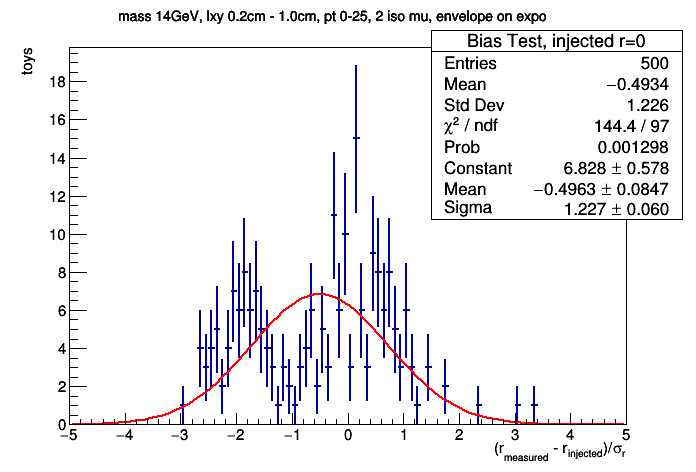 mass 14GeV, lxy 0.2cm - 1.0cm, pt 0-25, 2 iso mu, envelope on expo
Bias Test, injected r=0
Entries 500
Mean −0.4934
Std Dev 1.226
χ² / ndf 144.4 / 97
Prob 0.001298
Constant 6.828 ± 0.578
Mean −0.4963 ± 0.0847
Sigma 1.227 ± 0.060
toys
18
16
14
12
10
8
6
4
2
0
−5 −4 −3 −2 −1 0 1 2 3 4 5
(r_measured - r_injected)/σ_r